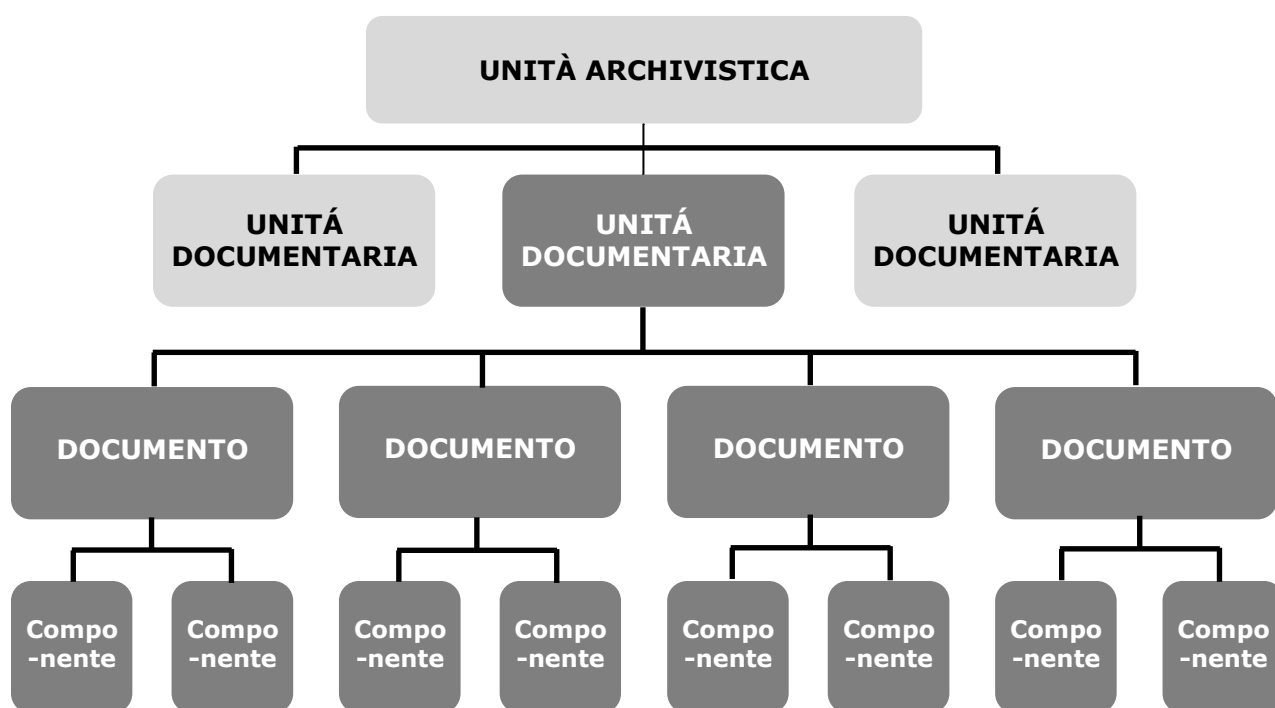 UNITÀ ARCHIVISTICA
UNITÁ
DOCUMENTARIA
UNITÁ
DOCUMENTARIA
UNITÁ
DOCUMENTARIA
DOCUMENTO
DOCUMENTO
DOCUMENTO
DOCUMENTO
Compo
-nente
Compo
-nente
Compo
-nente
Compo
-nente
Compo
-nente
Compo
-nente
Compo
-nente
Compo
-nente